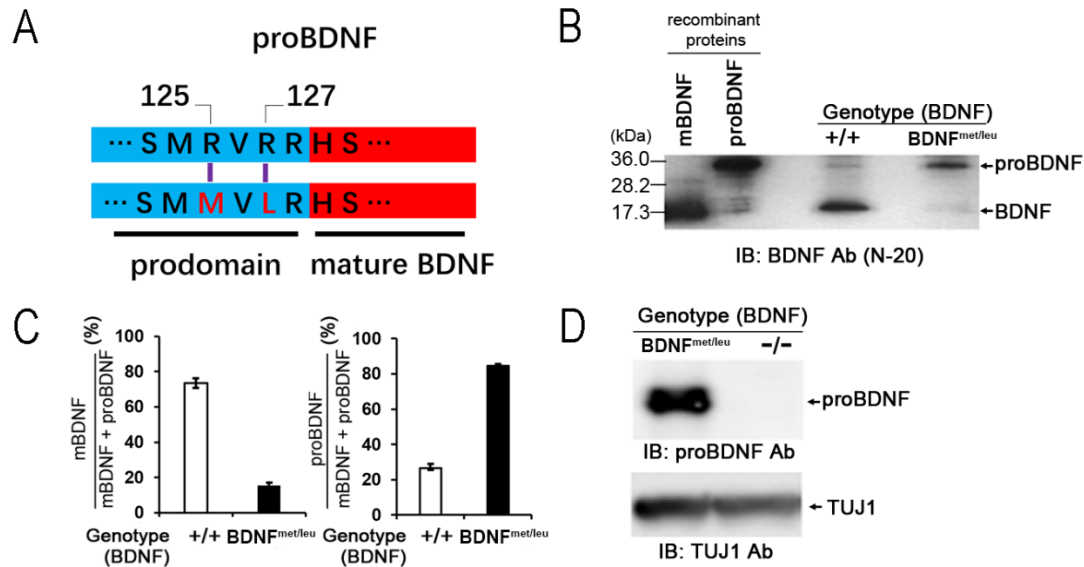 A
proBDNF
125 127
··· S M R V R R H S ···
··· S M M V L R H S ···
prodomain mature BDNF
B
recombinant
proteins
mBDNF
proBDNF
Genotype (BDNF)
+/+ BDNFmet/leu
(kDa)
36.0
28.2
17.3
proBDNF
BDNF
IB: BDNF Ab (N-20)
C
mBDNF
mBDNF + proBDNF
(%)
100
80
60
40
20
0
Genotype
(BDNF)
+/+ BDNFmet/leu
proBDNF
mBDNF + proBDNF
(%)
100
80
60
40
20
0
Genotype
(BDNF)
+/+ BDNFmet/leu
D
Genotype (BDNF)
BDNFmet/leu -/-
proBDNF
IB: proBDNF Ab
TUJ1
IB: TUJ1 Ab